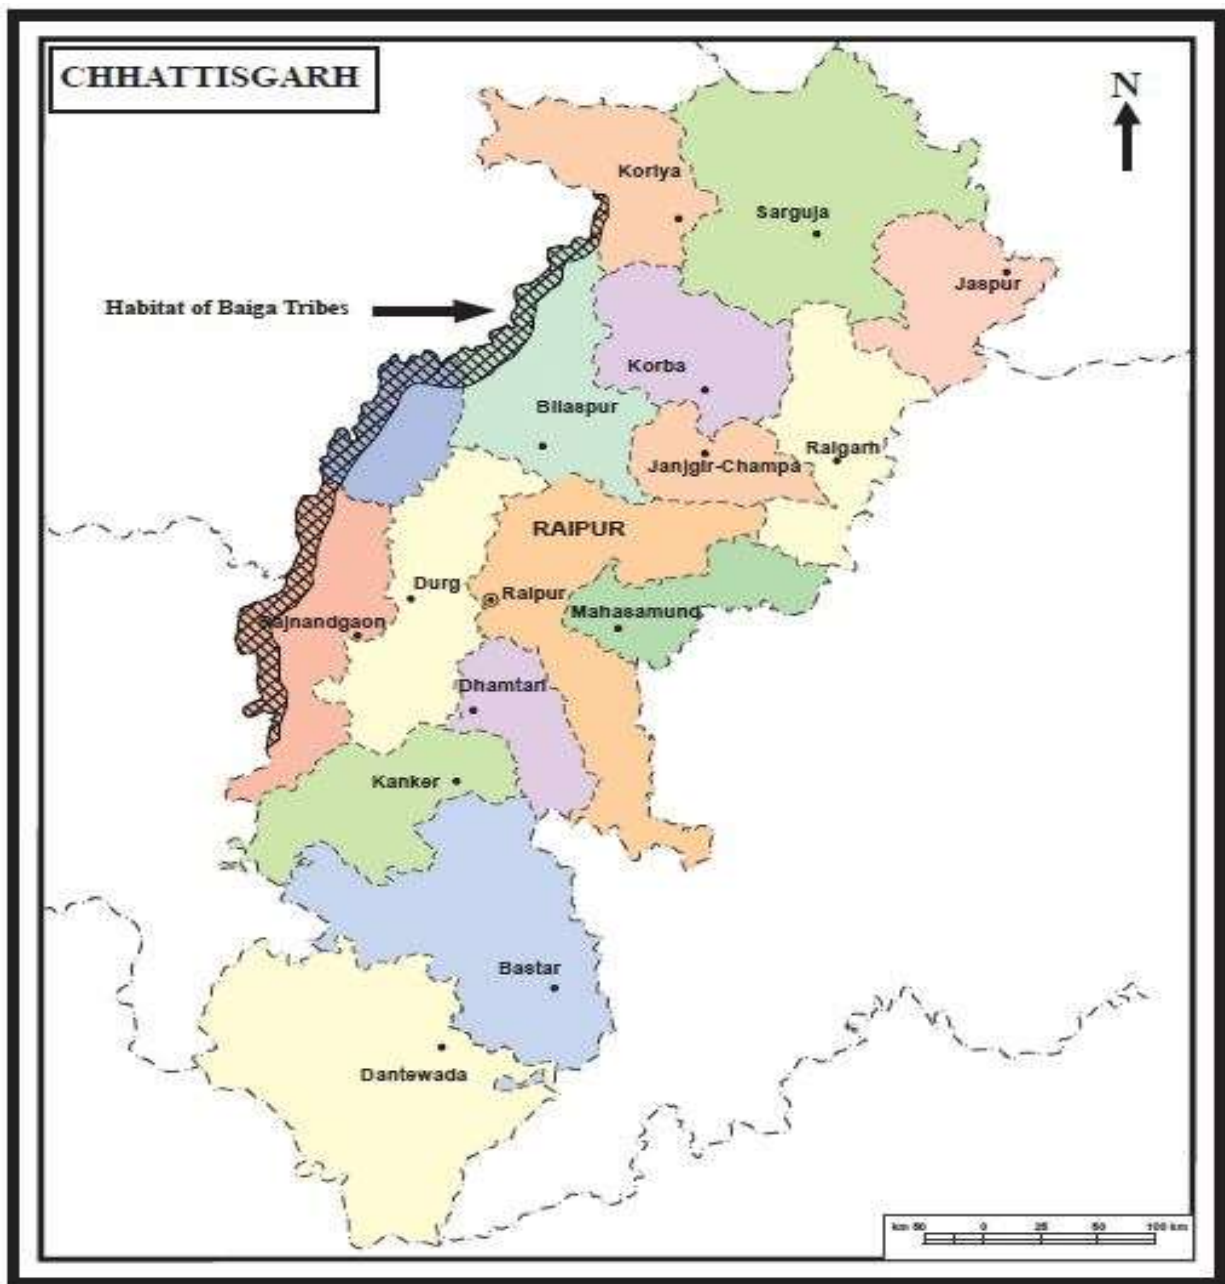 CHHATTISGARH
N
Koriya
Sarguja
Jaspur
Habitat of Baiga Tribes
Korba
Bilaspur
Raigarh
Janjgir-Champa
RAIPUR
Durg
Raipur
Mahasamund
Rajnandgaon
Dhamtari
Kanker
Bastar
Dantewada
km 50 0 25 50 100 km